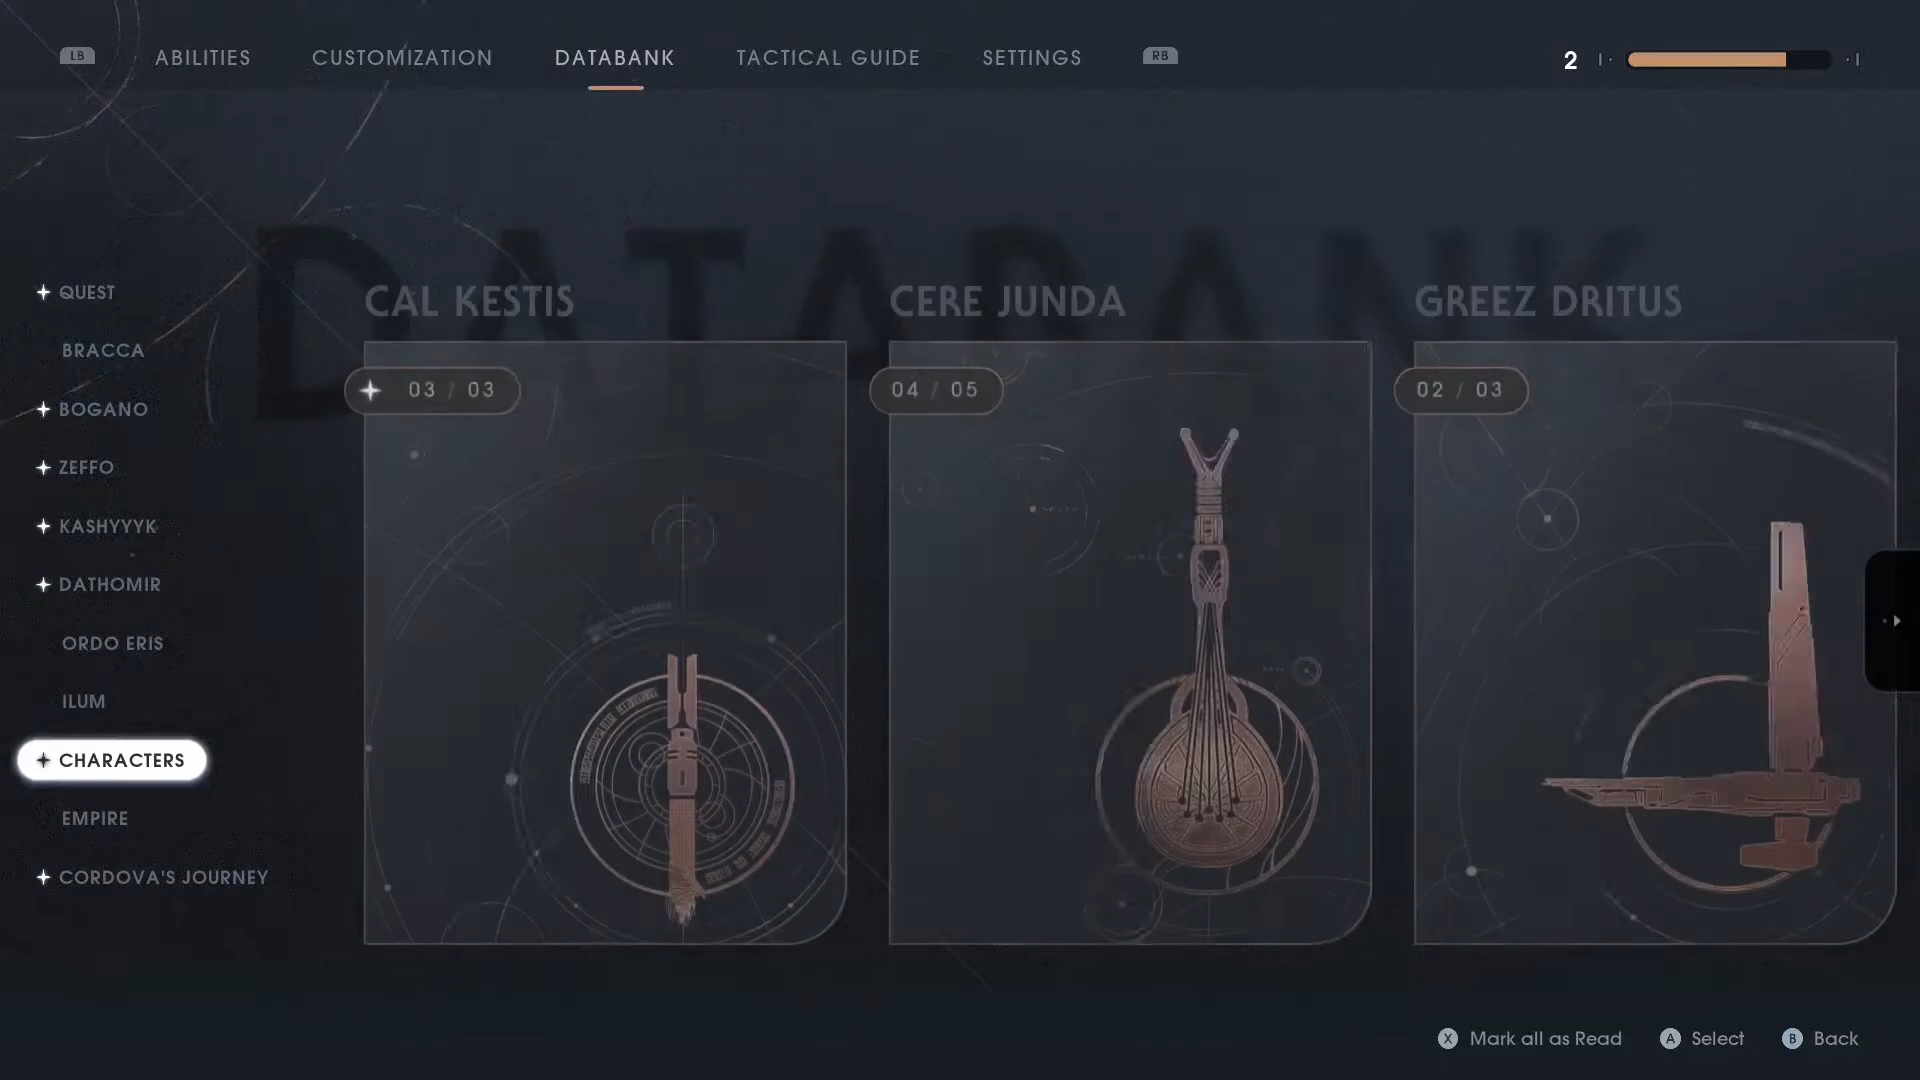 LB ABILITIES CUSTOMIZATION DATABANK TACTICAL GUIDE SETTINGS RB 2
DATABANK
CAL KESTIS CERE JUNDA GREEZ DRITUS
03 / 03 04 / 05 02 / 03
QUEST
BRACCA
BOGANO
ZEFFO
KASHYYYK
DATHOMIR
ORDO ERIS
ILUM
CHARACTERS
EMPIRE
CORDOVA'S JOURNEY
X Mark all as Read A Select B Back